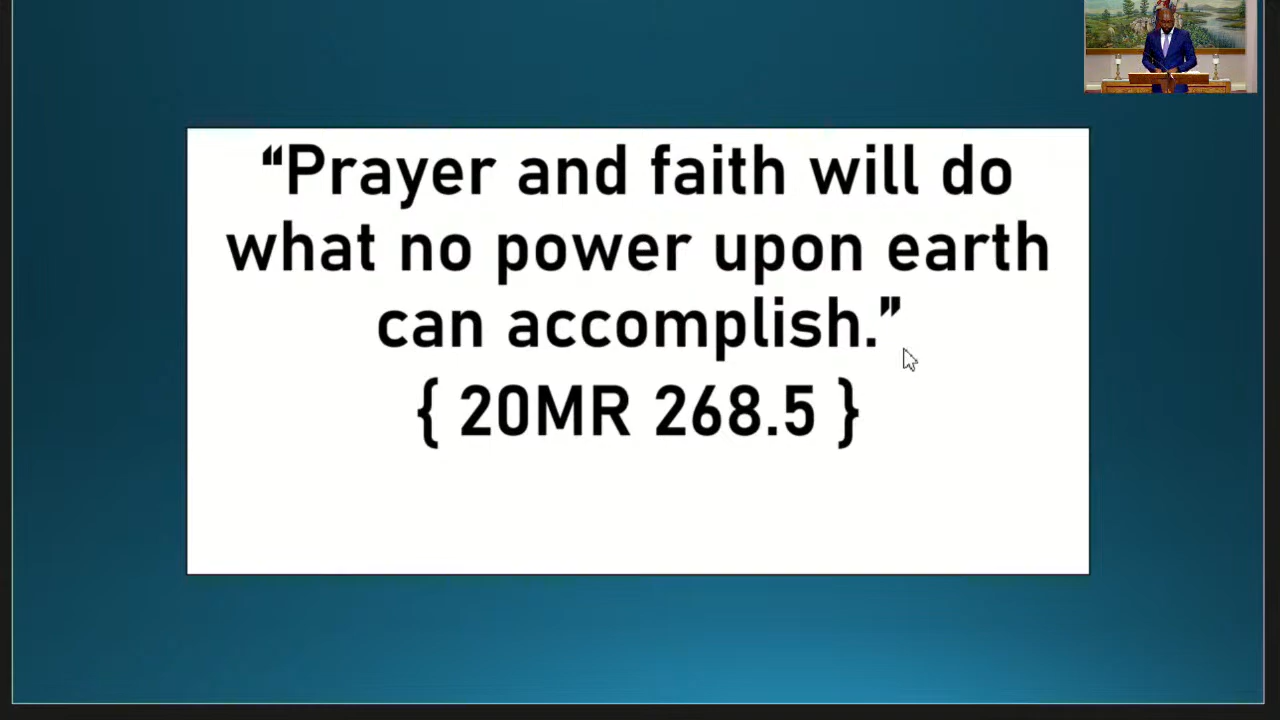 “Prayer and faith will do
what no power upon earth
can accomplish.”
{ 20MR 268.5 }